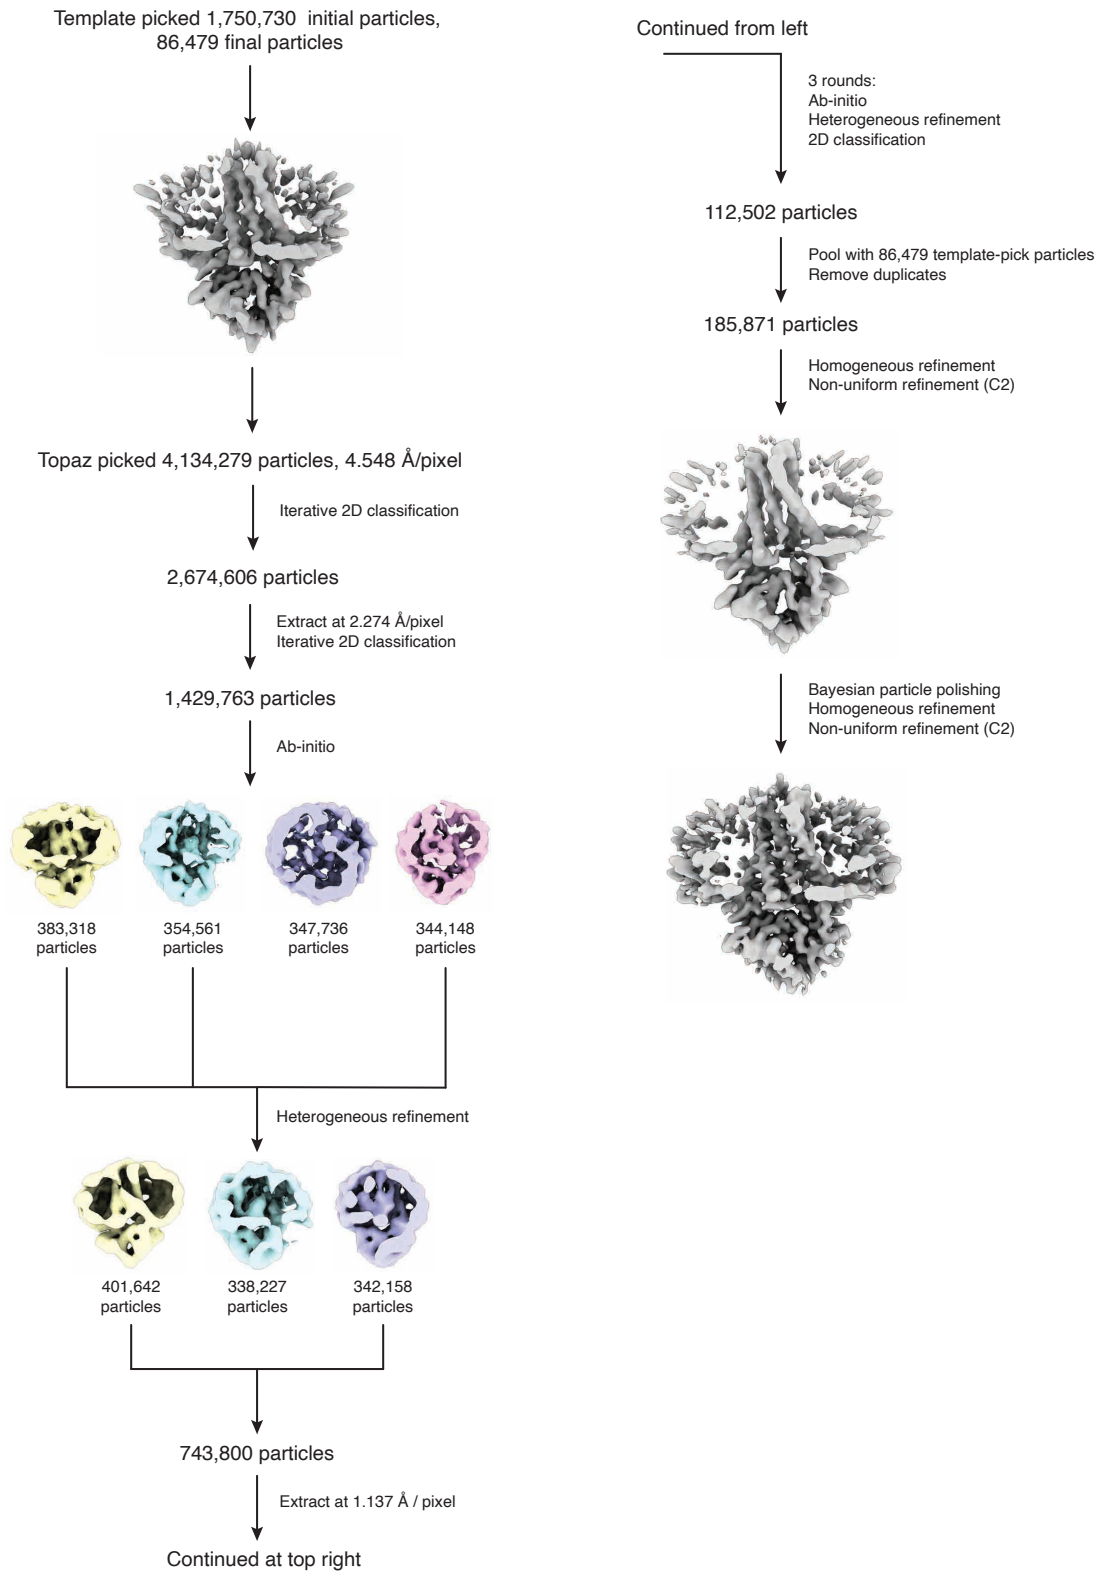 Template picked 1,750,730 initial particles,
86,479 final particles
Topaz picked 4,134,279 particles, 4.548 Å/pixel
Iterative 2D classification
2,674,606 particles
Extract at 2.274 Å/pixel
Iterative 2D classification
1,429,763 particles
Ab-initio
383,318
particles
354,561
particles
347,736
particles
344,148
particles
Heterogeneous refinement
401,642
particles
338,227
particles
342,158
particles
743,800 particles
Extract at 1.137 Å / pixel
Continued at top right
Continued from left
3 rounds:
Ab-initio
Heterogeneous refinement
2D classification
112,502 particles
Pool with 86,479 template-pick particles
Remove duplicates
185,871 particles
Homogeneous refinement
Non-uniform refinement (C2)
Bayesian particle polishing
Homogeneous refinement
Non-uniform refinement (C2)